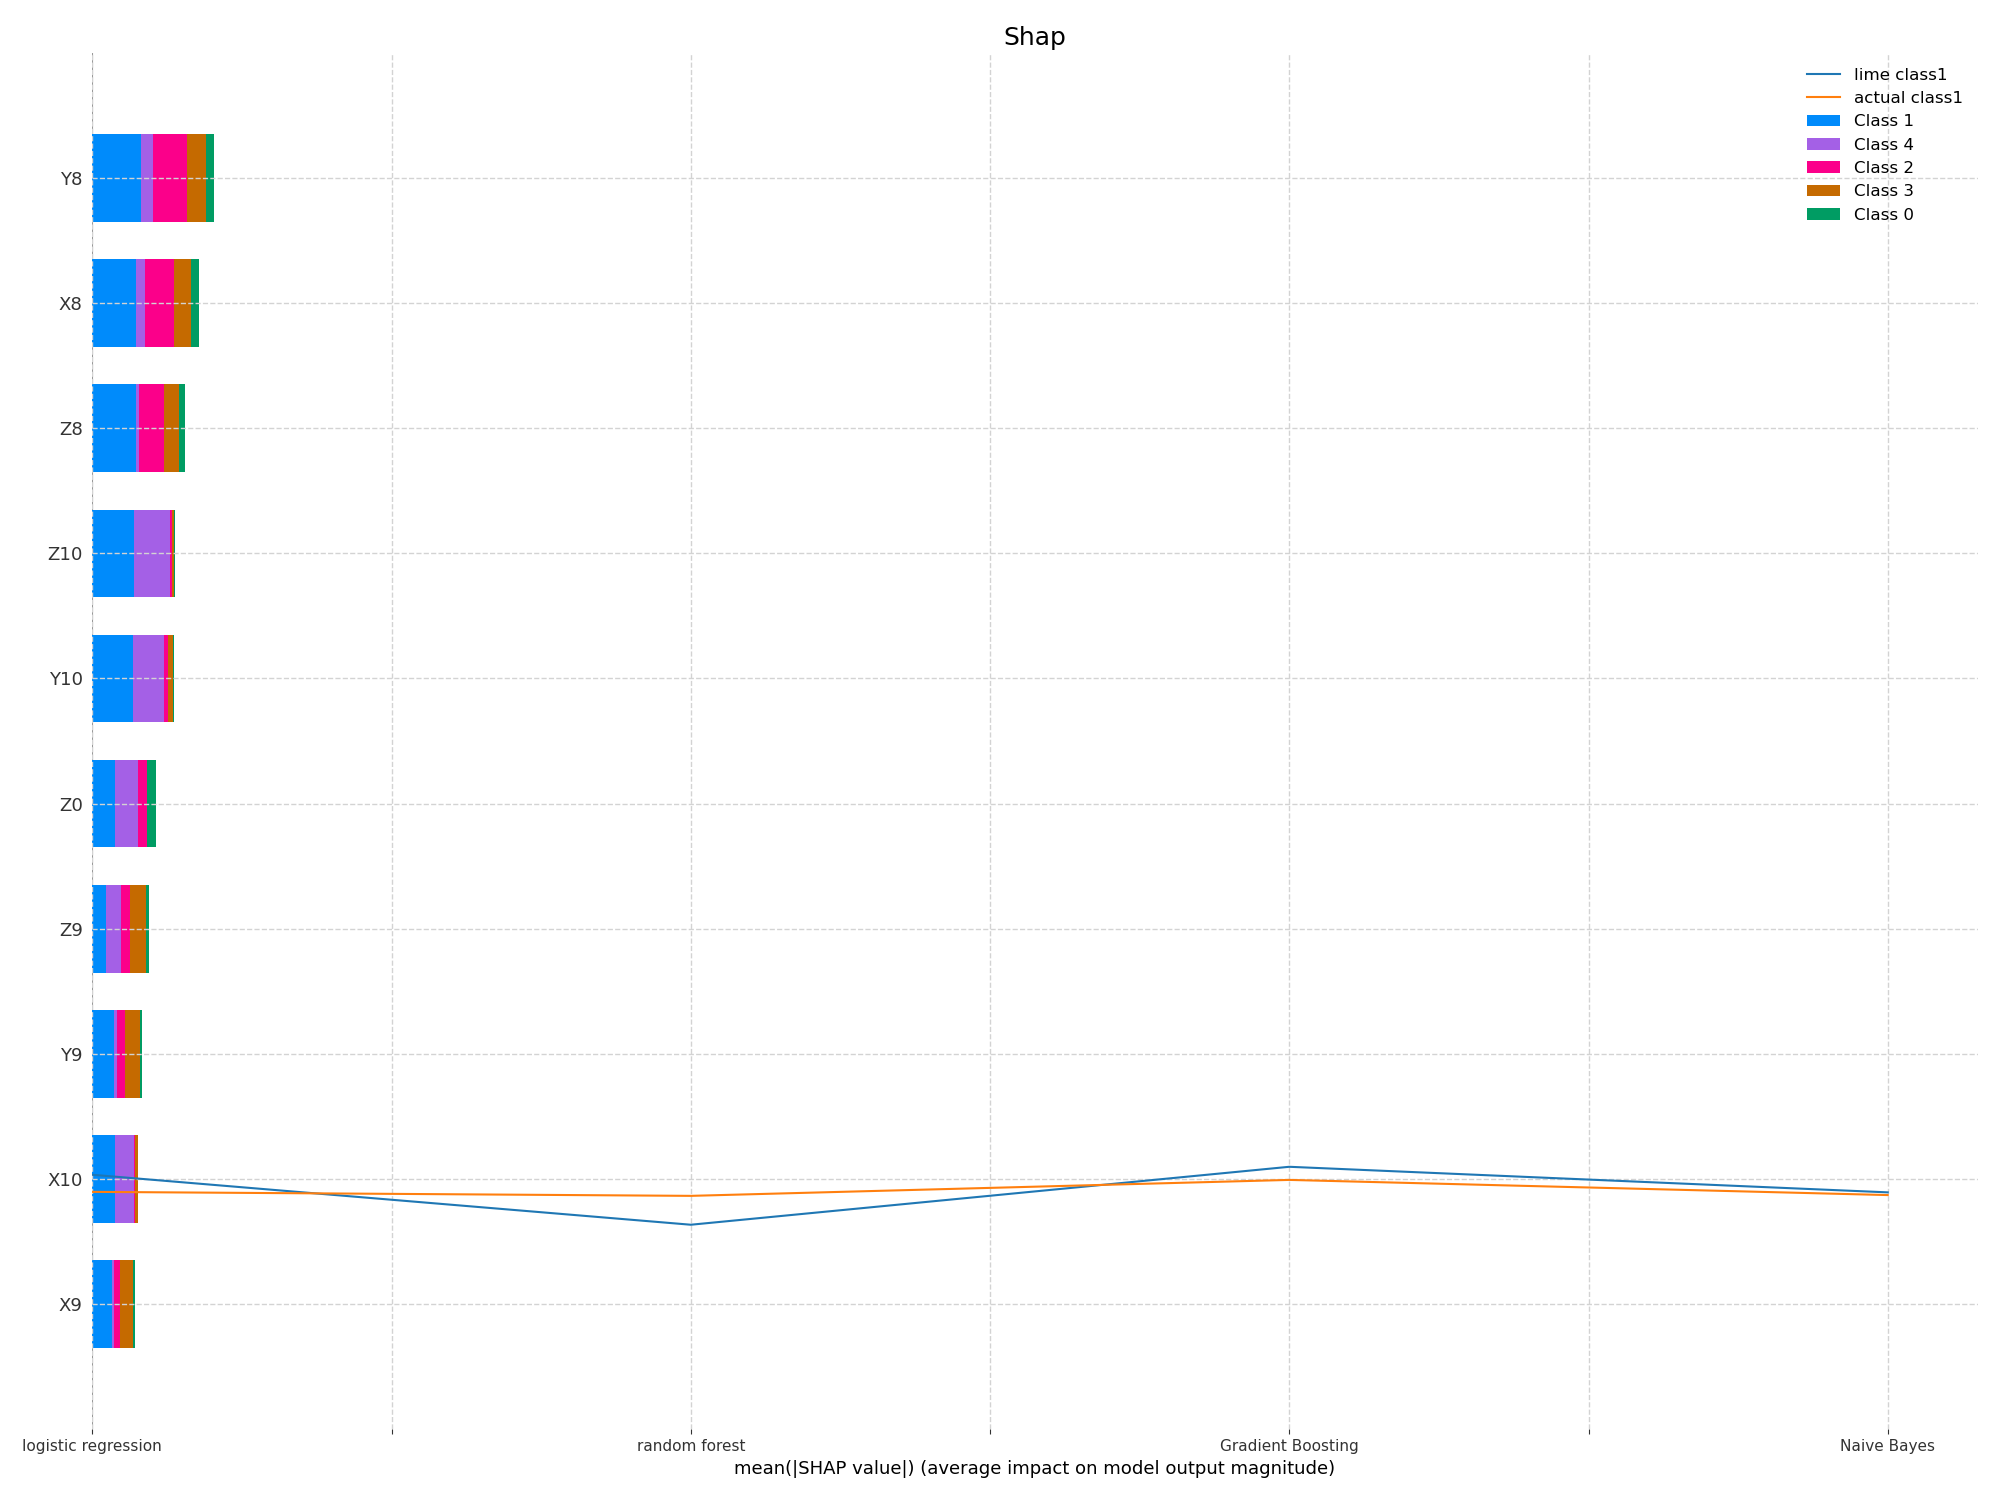 Shap
lime class1
actual class1
Class 1
Class 4
Class 2
Class 3
Class 0
Y8
X8
Z8
Z10
Y10
Z0
Z9
Y9
X10
X9
logistic regression
random forest
Gradient Boosting
Naive Bayes
mean(|SHAP value|) (average impact on model output magnitude)